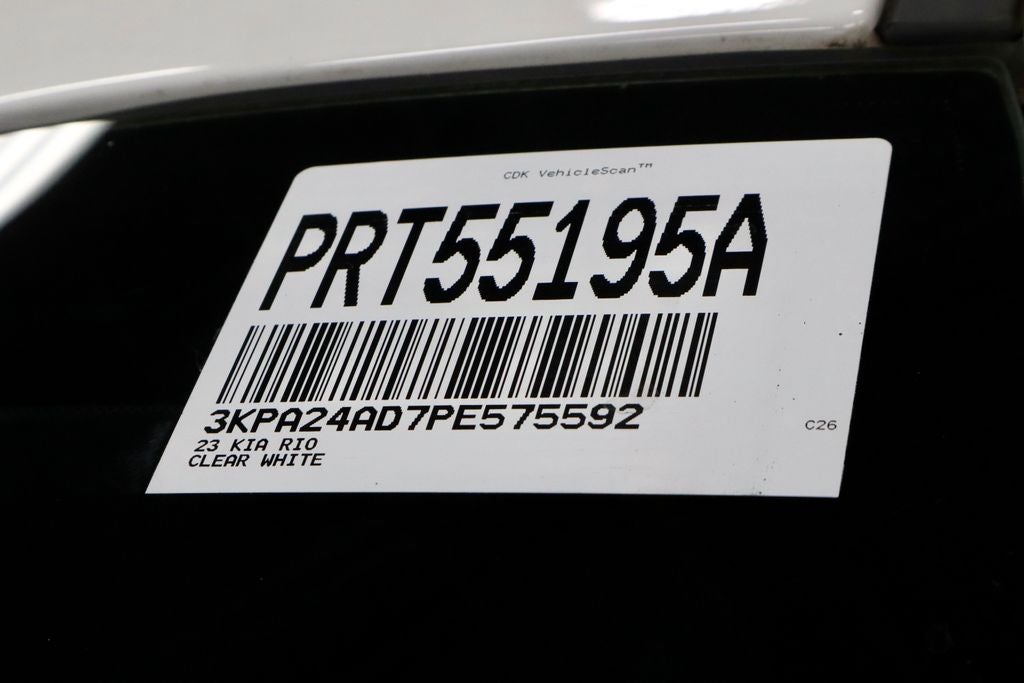 CDK VehicleScan™
PRT55195A
3KPA24AD7PE575592
23 KIA RIO
CLEAR WHITE
C26